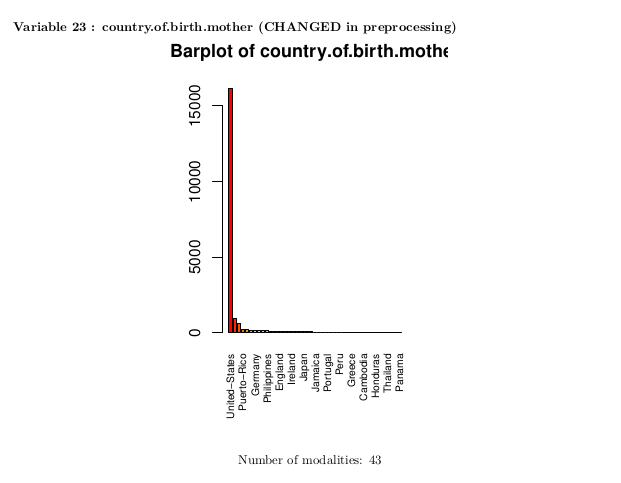 Variable 23 : country.of.birth.mother (CHANGED in preprocessing)
Barplot of country.of.birth.mothe
15000
10000
5000
0
United−States
Puerto−Rico
Germany
Philippines
England
Ireland
Japan
Jamaica
Portugal
Peru
Greece
Cambodia
Honduras
Thailand
Panama
Number of modalities: 43